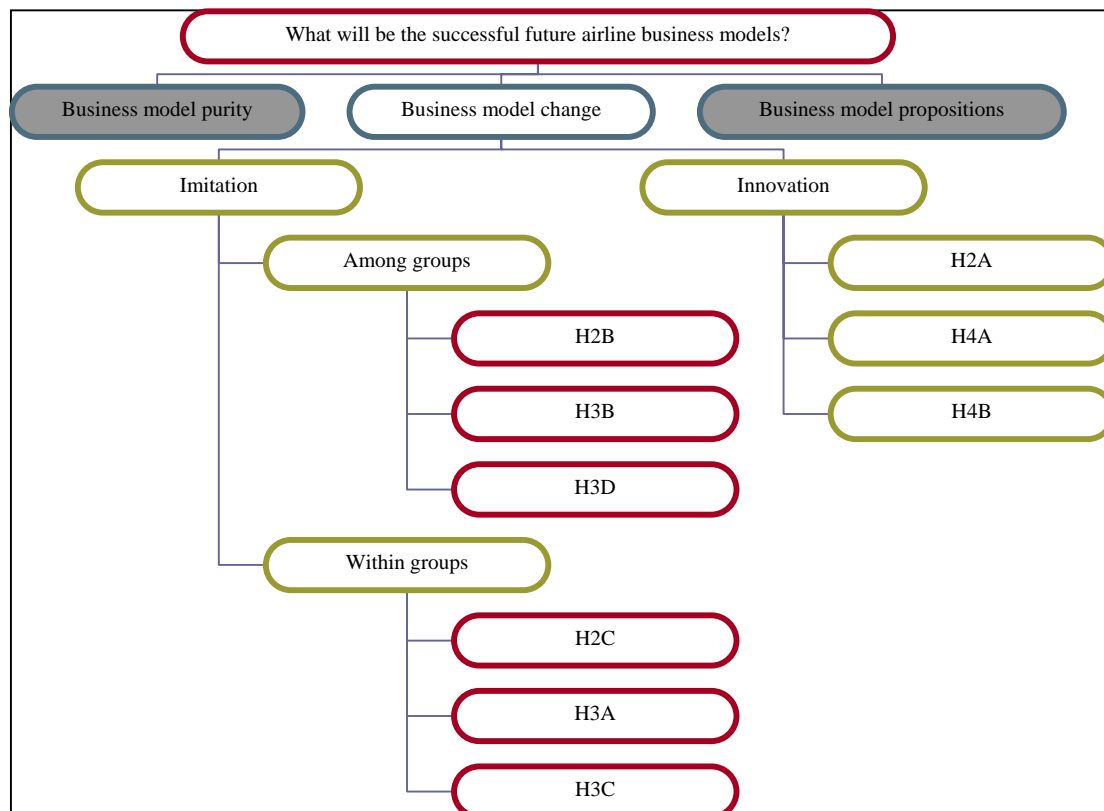 What will be the successful future airline business models?
Business model purity
Business model change
Business model propositions
Imitation
Innovation
Among groups
H2A
H2B
H4A
H3B
H4B
H3D
Within groups
H2C
H3A
H3C